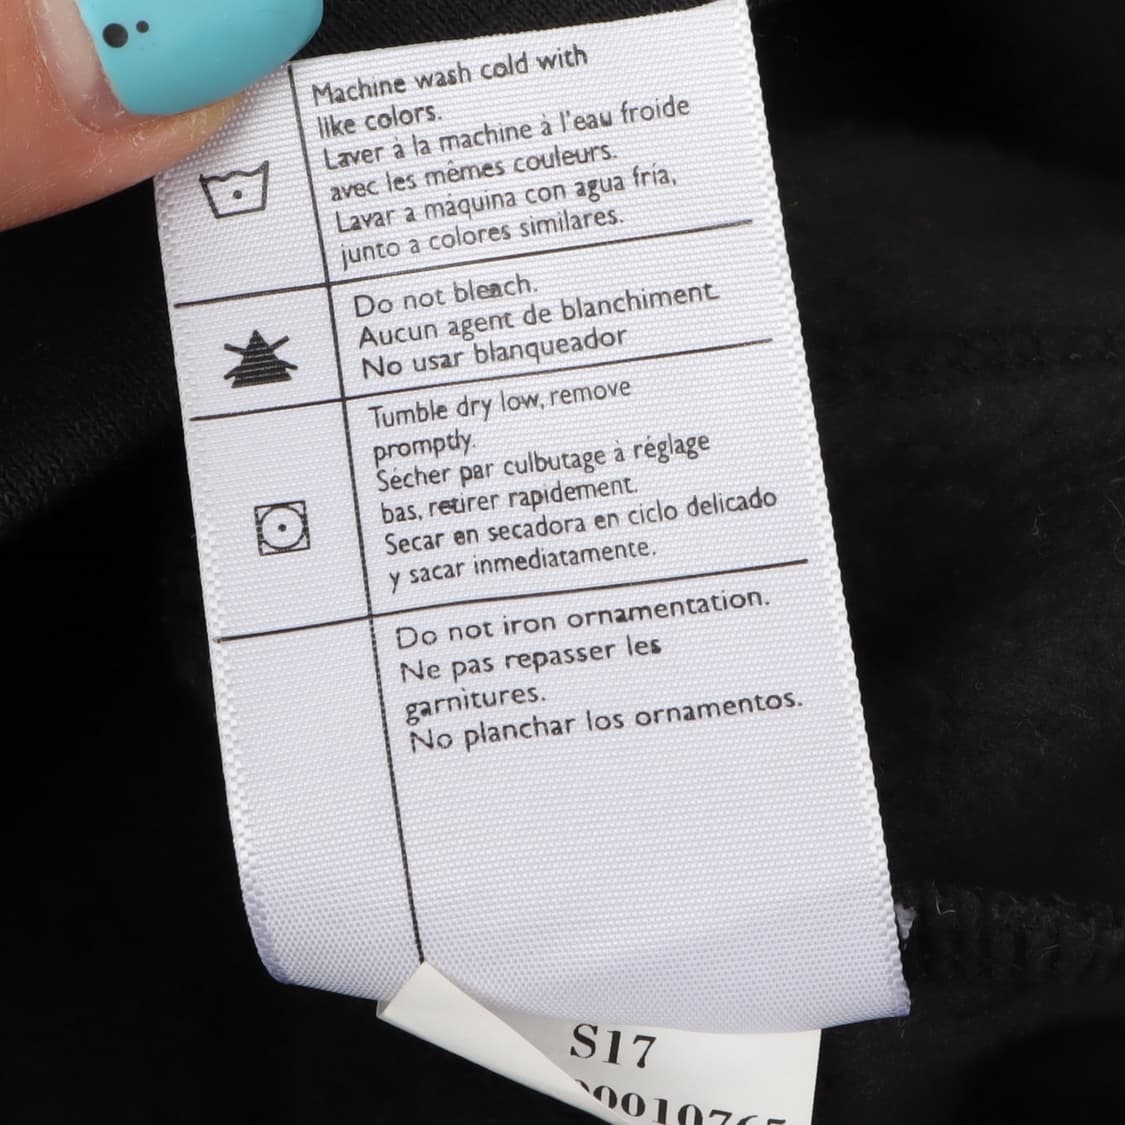 Machine wash cold with
like colors.
Laver à la machine à l'eau froide
avec les mêmes couleurs.
Lavar a máquina con agua fría,
junto a colores similares.
Do not bleach.
Aucun agent de blanchiment
No usar blanqueador
Tumble dry low, remove
promptly.
Sécher par culbutage à réglage
bas, retirer rapidement.
Secar en secadora en ciclo delicado
y sacar inmediatamente.
Do not iron ornamentation.
Ne pas repasser les
garnitures.
No planchar los ornamentos.
S17